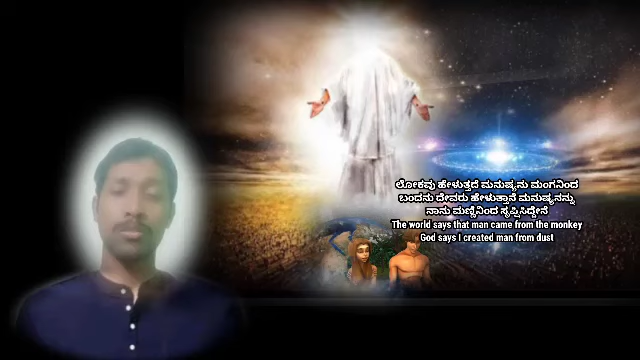 ಲೋಕವು ಹೇಳುತ್ತದೆ ಮನುಷ್ಯನು ಮಂಗನಿಂದ
ಬಂದನು ದೇವರು ಹೇಳುತ್ತಾನೆ ಮನುಷ್ಯನನ್ನು
ನಾನು ಮಣ್ಣಿನಿಂದ ಸೃಷ್ಟಿಸಿದ್ದೇನೆ
The world says that man came from the monkey
God says I created man from dust